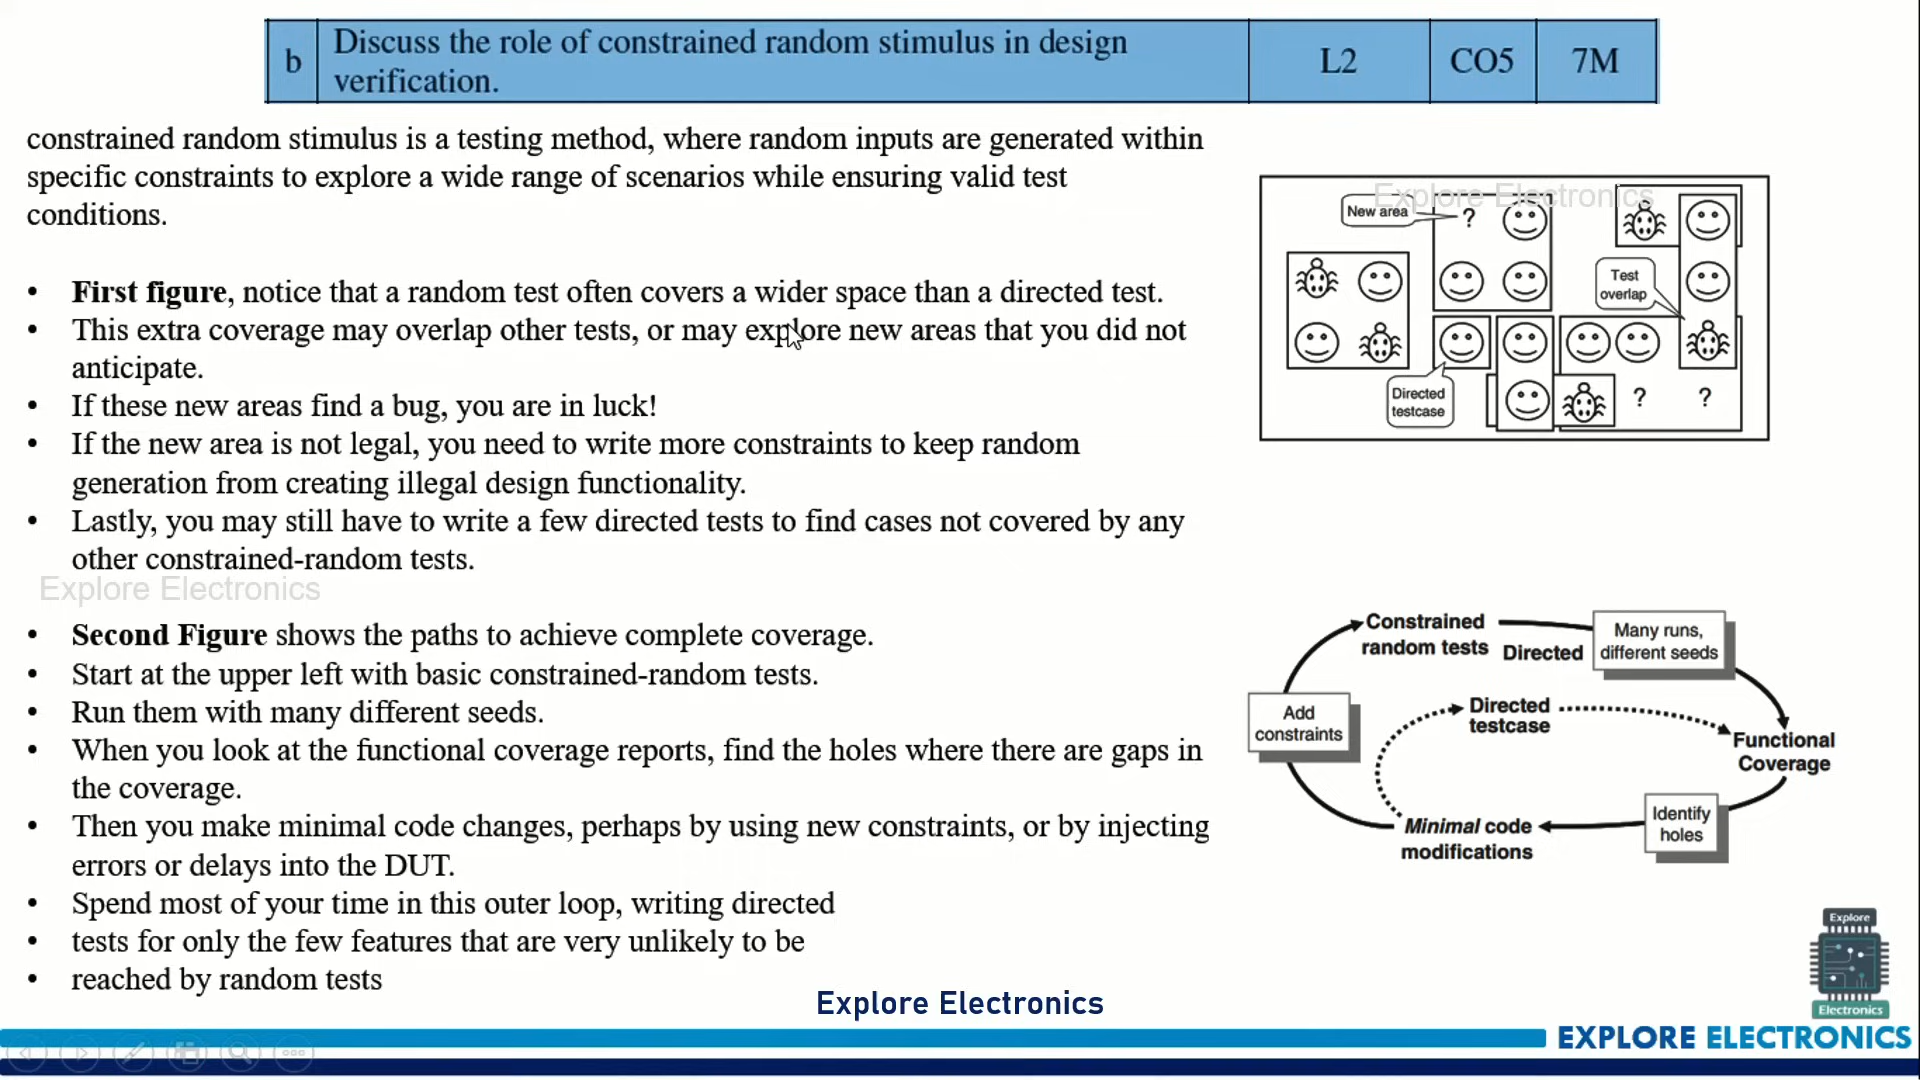 b
Discuss the role of constrained random stimulus in design
verification.
L2
CO5
7M
constrained random stimulus is a testing method, where random inputs are generated within
specific constraints to explore a wide range of scenarios while ensuring valid test
conditions.
• First figure, notice that a random test often covers a wider space than a directed test.
• This extra coverage may overlap other tests, or may explore new areas that you did not
anticipate.
• If these new areas find a bug, you are in luck!
• If the new area is not legal, you need to write more constraints to keep random
generation from creating illegal design functionality.
• Lastly, you may still have to write a few directed tests to find cases not covered by any
other constrained-random tests.
Explore Electronics
• Second Figure shows the paths to achieve complete coverage.
• Start at the upper left with basic constrained-random tests.
• Run them with many different seeds.
• When you look at the functional coverage reports, find the holes where there are gaps in
the coverage.
• Then you make minimal code changes, perhaps by using new constraints, or by injecting
errors or delays into the DUT.
• Spend most of your time in this outer loop, writing directed
• tests for only the few features that are very unlikely to be
• reached by random tests
Explore Electronics
New area
?
Test
overlap
Directed
testcase
? ?
Constrained
random tests
Directed
Many runs,
different seeds
Add
constraints
Directed
testcase
Functional
Coverage
Identify
holes
Minimal code
modifications
Explore
Electronics
Explore Electronics
EXPLORE ELECTRONICS